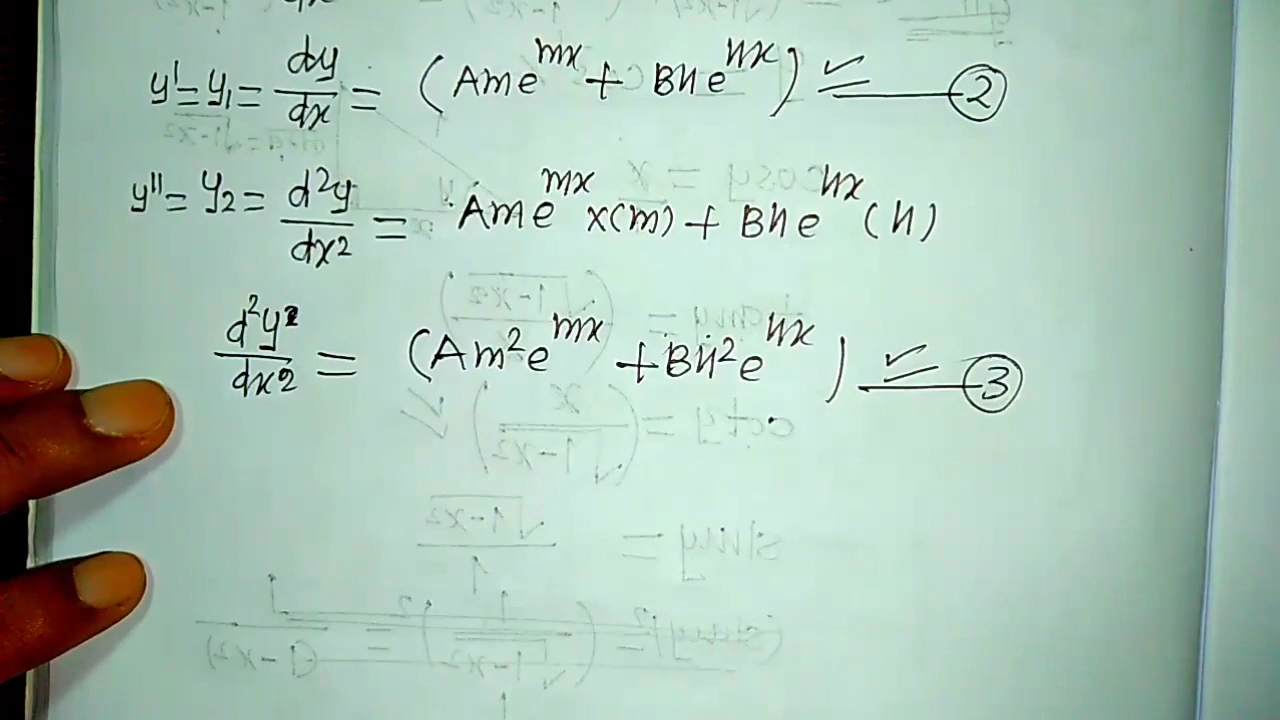 y' = y₁ = dy/dx = (Ame^mx + Bne^nx) ②
y'' = y₂ = d²y/dx² = Ame^mx x(m) + Bne^nx (n)
d²y/dx² = (Am²e^mx + Bn²e^nx) ③